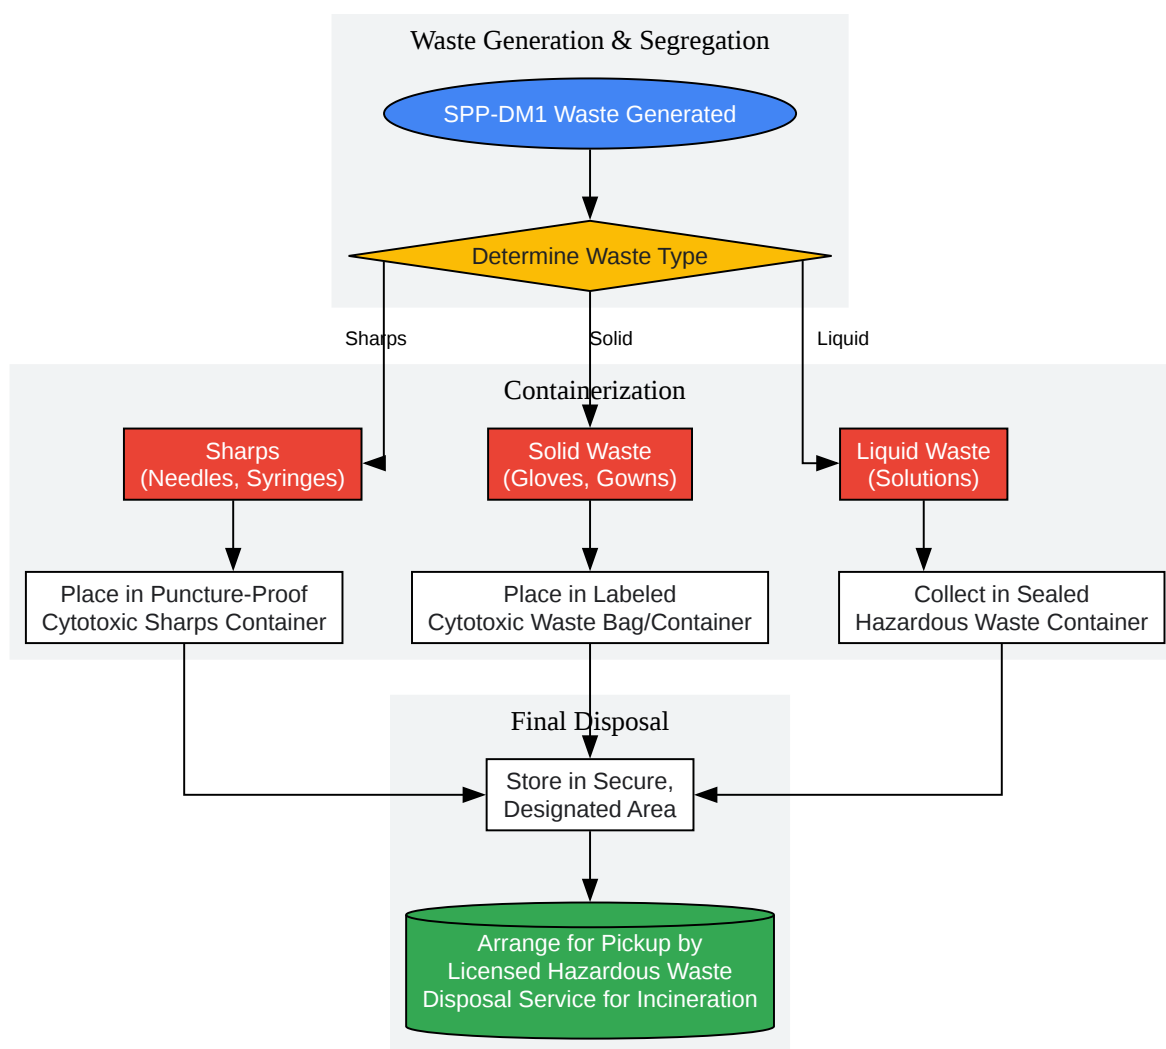 Waste Generation & Segregation
SPP-DM1 Waste Generated
Determine Waste Type
Sharps
Solid
Liquid
Containerization
Sharps
(Needles, Syringes)
Solid Waste
(Gloves, Gowns)
Liquid Waste
(Solutions)
Place in Puncture-Proof
Cytotoxic Sharps Container
Place in Labeled
Cytotoxic Waste Bag/Container
Collect in Sealed
Hazardous Waste Container
Final Disposal
Store in Secure,
Designated Area
Arrange for Pickup by
Licensed Hazardous Waste
Disposal Service for Incineration